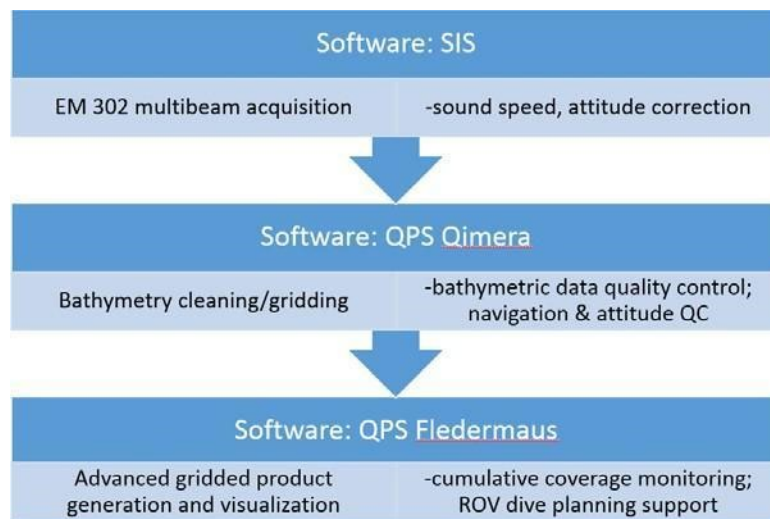 Software: SIS
EM 302 multibeam acquisition
-sound speed, attitude correction
Software: QPS Qimera
Bathymetry cleaning/gridding
-bathymetric data quality control;
navigation & attitude QC
Software: QPS Fledermaus
Advanced gridded product
generation and visualization
-cumulative coverage monitoring;
ROV dive planning support